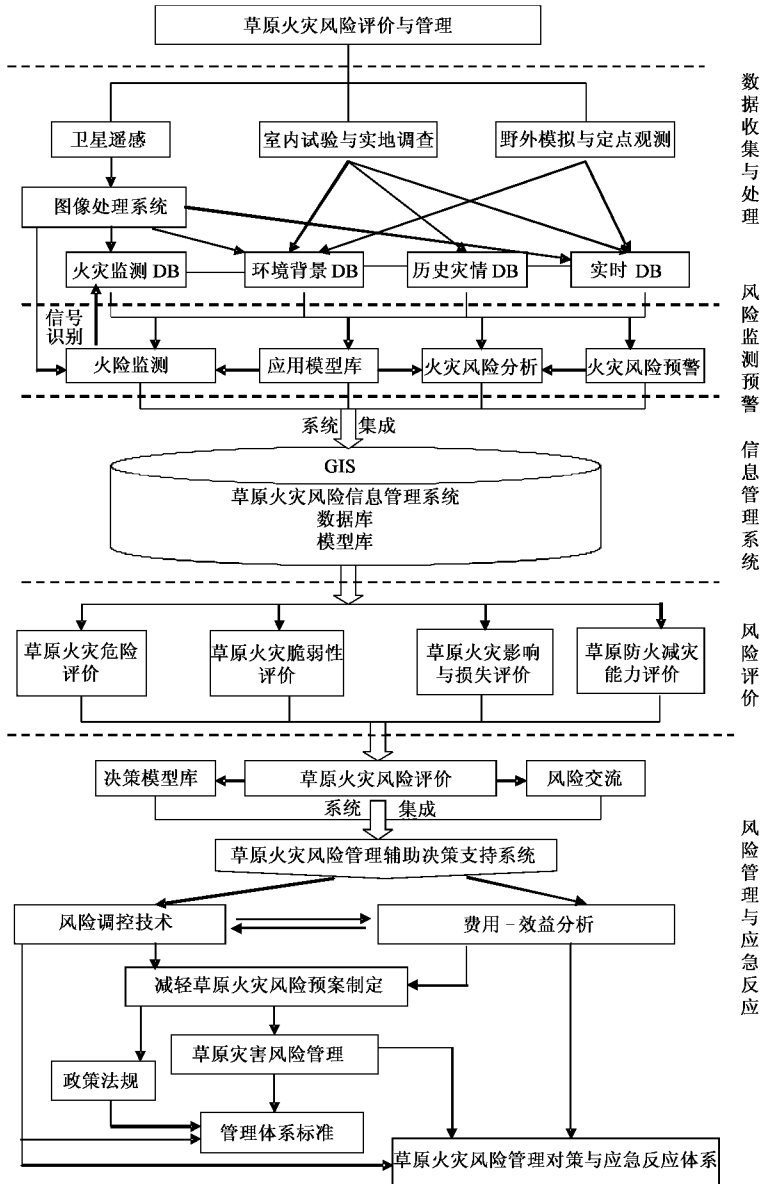 草原火灾风险评价与管理
数据收集与处理
卫星遥感
室内试验与实地调查
野外模拟与定点观测
图像处理系统
火灾监测 DB
环境背景 DB
历史灾情 DB
实时 DB
信号
识别
风险监测预警
火险监测
应用模型库
火灾风险分析
火灾风险预警
系统
集成
GIS
草原火灾风险信息管理系统
数据库
模型库
信息管理系统
草原火灾危险
评价
草原火灾脆弱性
评价
草原火灾影响
与损失评价
草原防火减灾
能力评价
风险评价
决策模型库
草原火灾风险评价
风险交流
系统
集成
草原火灾风险管理辅助决策支持系统
风险管理与应急反应
风险调控技术
费用－效益分析
减轻草原火灾风险预案制定
草原灾害风险管理
政策法规
管理体系标准
草原火灾风险管理对策与应急反应体系